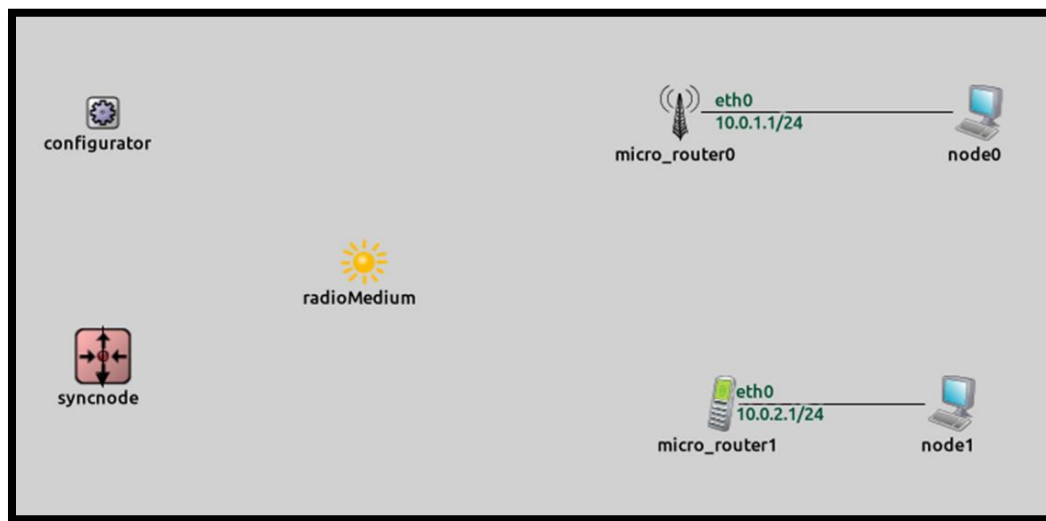 configurator
eth0
10.0.1.1/24
micro_router0
node0
radioMedium
syncnode
eth0
10.0.2.1/24
micro_router1
node1